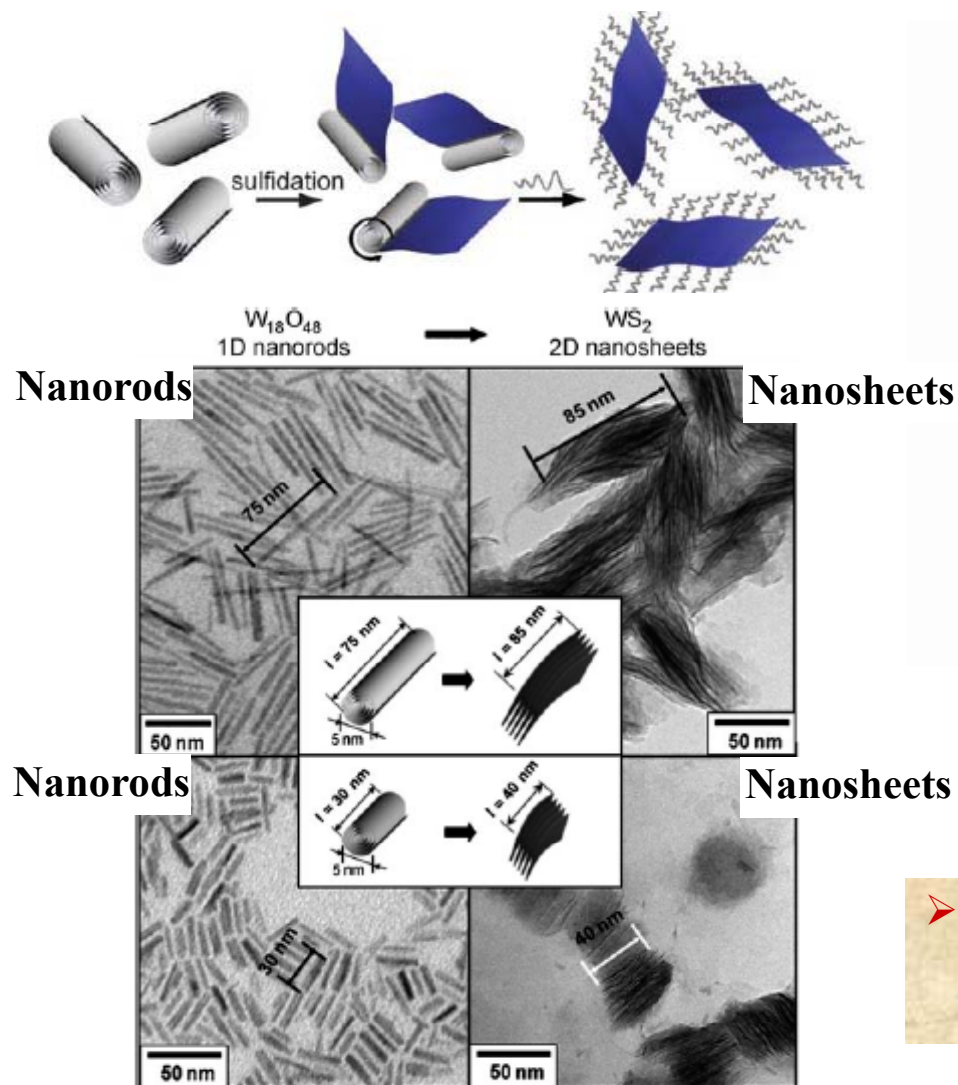 sulfidation
W₁₈O₄₈
1D nanorods
WS₂
2D nanosheets
Nanorods
Nanosheets
75 nm
85 nm
l = 75 nm
5 nm
l = 85 nm
50 nm
50 nm
Nanorods
Nanosheets
l = 30 nm
5 nm
l = 40 nm
30 nm
40 nm
50 nm
50 nm